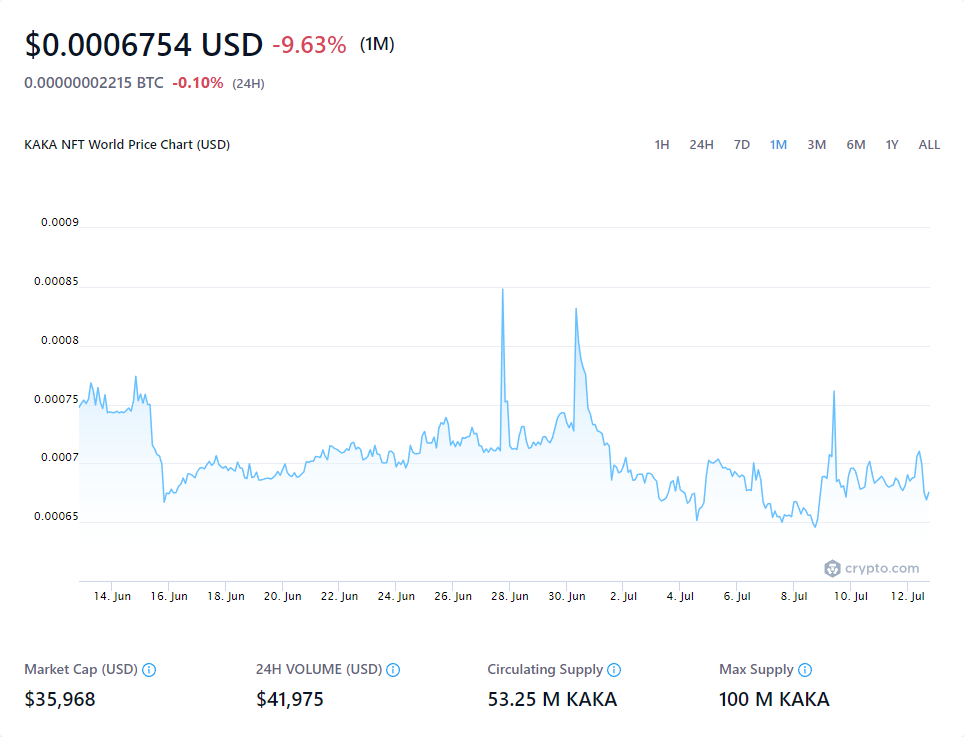 $0.0006754 USD -9.63% (1M)
0.00000002215 BTC -0.10% (24H)
KAKA NFT World Price Chart (USD)
1H 24H 7D 1M 3M 6M 1Y ALL
0.0009
0.00085
0.0008
0.00075
0.0007
0.00065
crypto.com
14. Jun 16. Jun 18. Jun 20. Jun 22. Jun 24. Jun 26. Jun 28. Jun 30. Jun 2. Jul 4. Jul 6. Jul 8. Jul 10. Jul 12. Jul
Market Cap (USD) 24H VOLUME (USD) Circulating Supply Max Supply
$35,968 $41,975 53.25 M KAKA 100 M KAKA